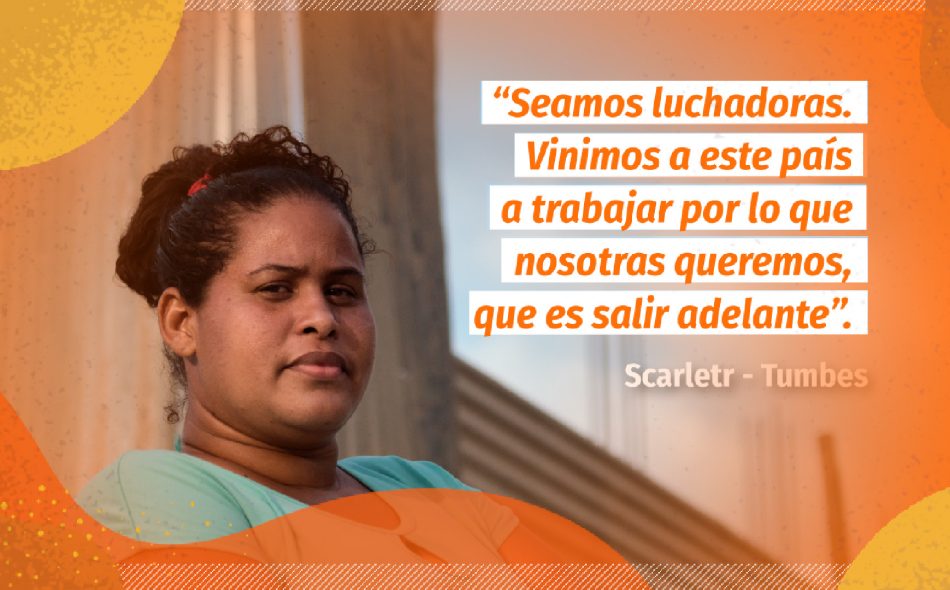 “Seamos luchadoras.
Vinimos a este país
a trabajar por lo que
nosotras queremos,
que es salir adelante”.
Scarletr - Tumbes